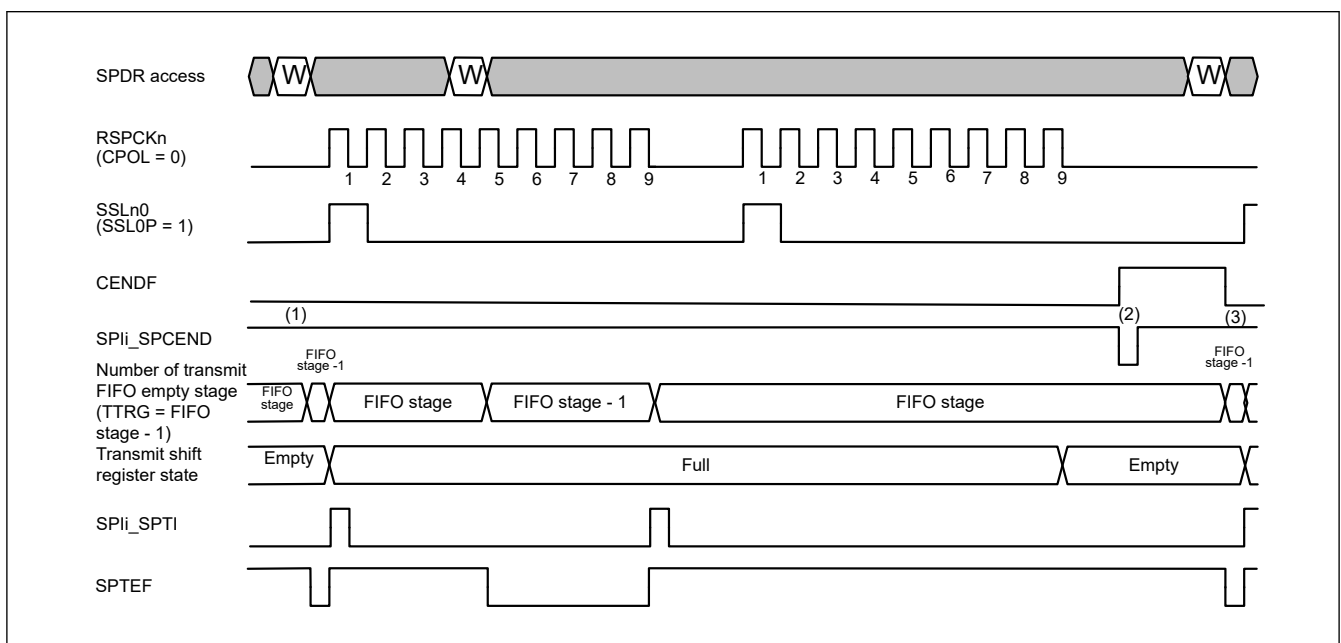 SPDR access
W
W
W
RSPCKn
(CPOL = 0)
1 2 3 4 5 6 7 8 9
1 2 3 4 5 6 7 8 9
SSLn0
(SSL0P = 1)
CENDF
(1)
(2)
(3)
SPIi_SPCEND
FIFO
stage -1
FIFO
stage -1
Number of transmit
FIFO empty stage
(TTRG = FIFO
stage - 1)
FIFO
stage
FIFO stage
FIFO stage - 1
FIFO stage
Transmit shift
register state
Empty
Full
Empty
SPIi_SPTI
SPTEF